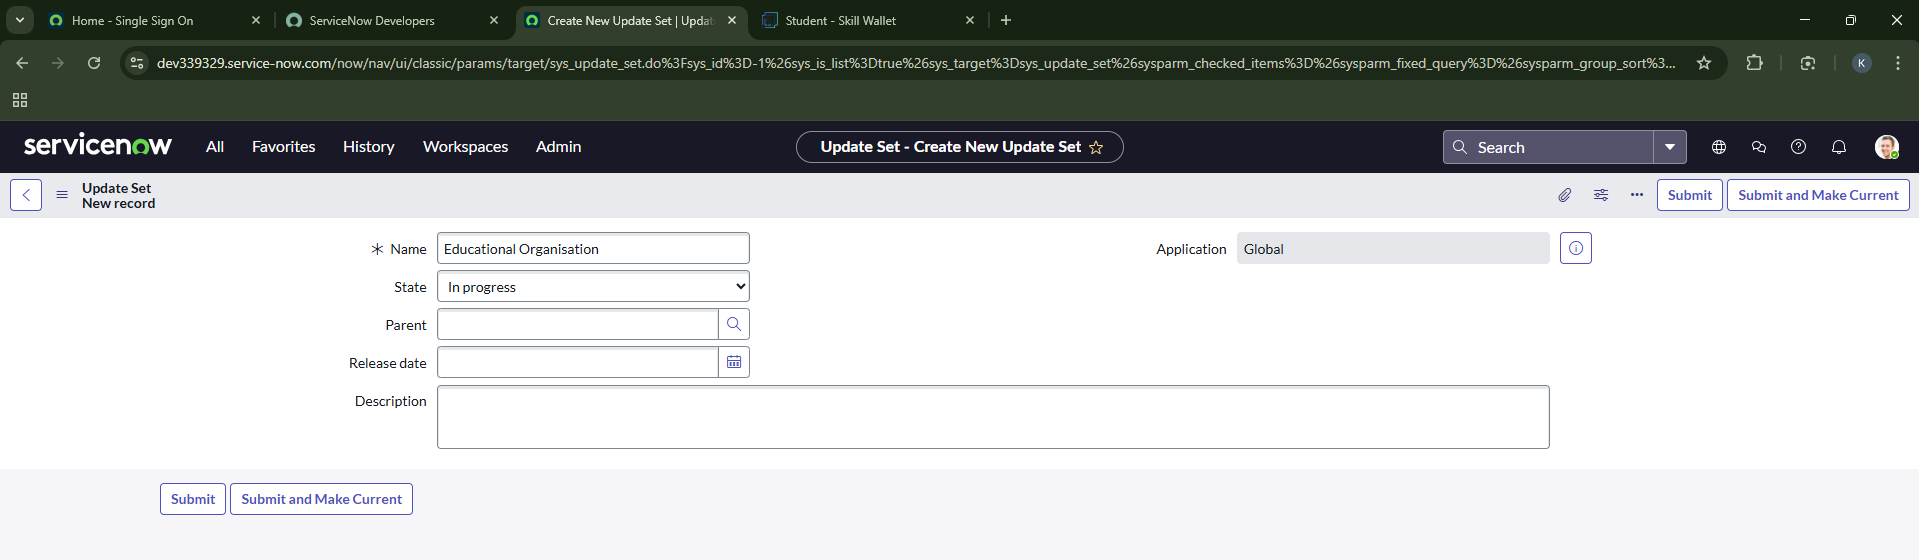 Home - Single Sign On
ServiceNow Developers
Create New Update Set | Updat
Student - Skill Wallet
dev339329.service-now.com/now/nav/ui/classic/params/target/sys_update_set.do%3Fsys_id%3D-1%26sys_is_list%3Dtrue%26sys_target%3Dsys_update_set%26sysparm_checked_items%3D%26sysparm_fixed_query%3D%26sysparm_group_sort%3...
K
servicenow
All
Favorites
History
Workspaces
Admin
Update Set - Create New Update Set
Search
Update Set
New record
Submit
Submit and Make Current
Name
Educational Organisation
Application
Global
State
In progress
Parent
Release date
Description
Submit
Submit and Make Current